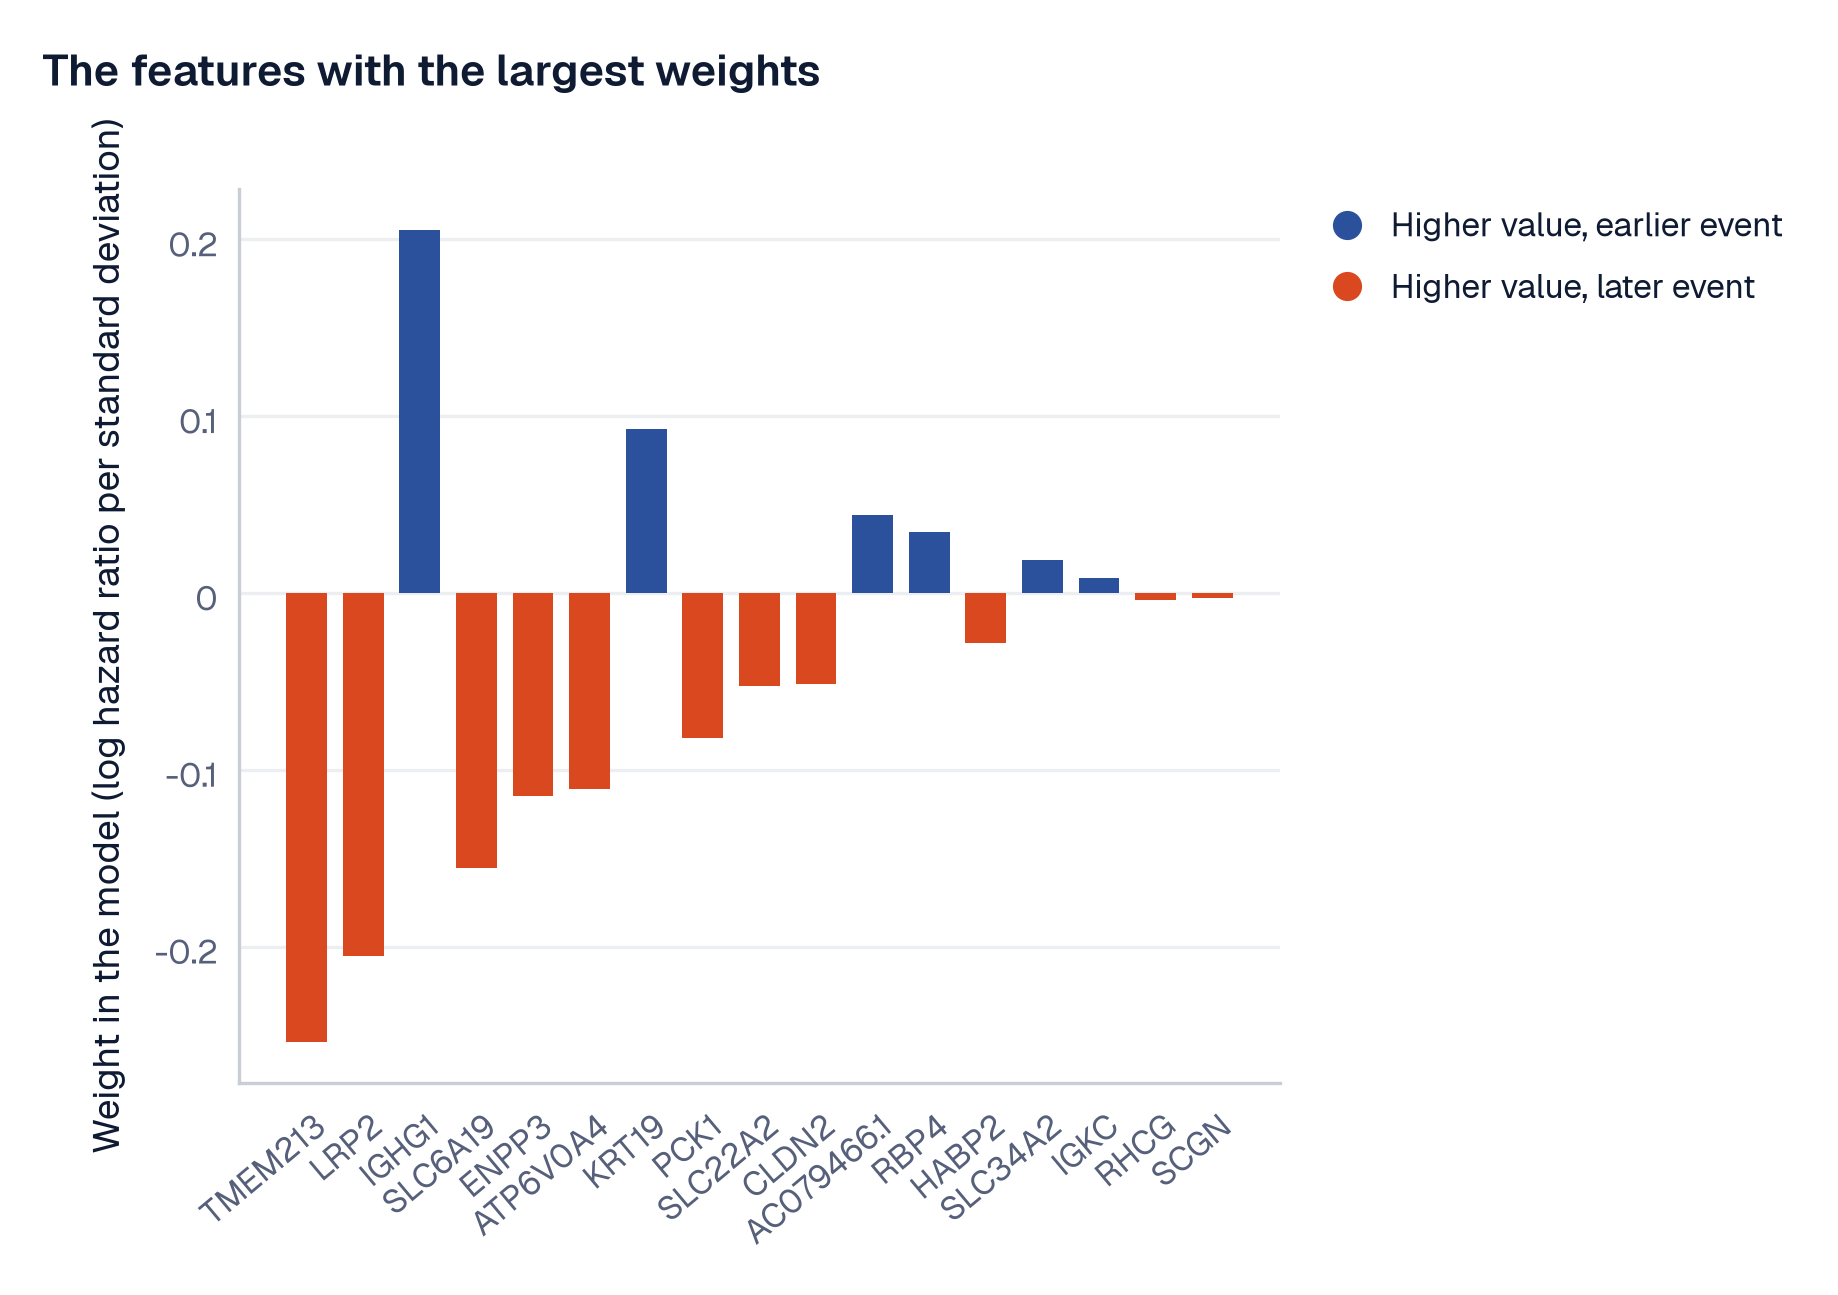 The features with the largest weights
Weight in the model (log hazard ratio per standard deviation)
0.2
0.1
0
-0.1
-0.2
TMEM213
LRP2
IGHG1
SLC6A19
ENPP3
ATP6V0A4
KRT19
PCK1
SLC22A2
CLDN2
AC079466.1
RBP4
HABP2
SLC34A2
IGKC
RHCG
SCGN
Higher value, earlier event
Higher value, later event